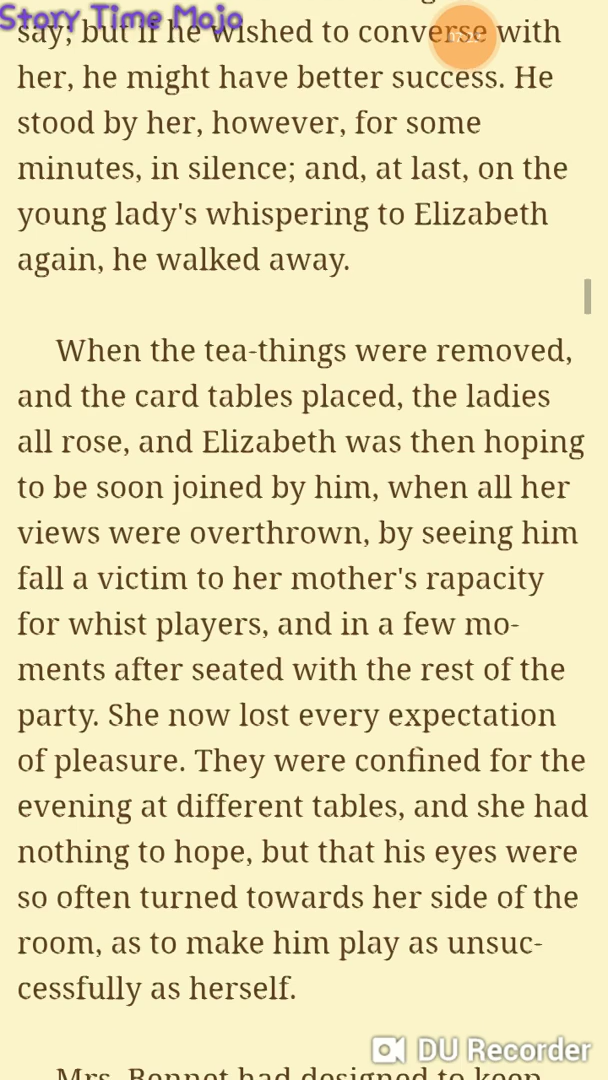 Story Time Mojo
say; but if he wished to converse with
her, he might have better success. He
stood by her, however, for some
minutes, in silence; and, at last, on the
young lady's whispering to Elizabeth
again, he walked away.
When the tea-things were removed,
and the card tables placed, the ladies
all rose, and Elizabeth was then hoping
to be soon joined by him, when all her
views were overthrown, by seeing him
fall a victim to her mother's rapacity
for whist players, and in a few mo-
ments after seated with the rest of the
party. She now lost every expectation
of pleasure. They were confined for the
evening at different tables, and she had
nothing to hope, but that his eyes were
so often turned towards her side of the
room, as to make him play as unsuc-
cessfully as herself.
Mrs. Bennet had designed to keep
DU Recorder